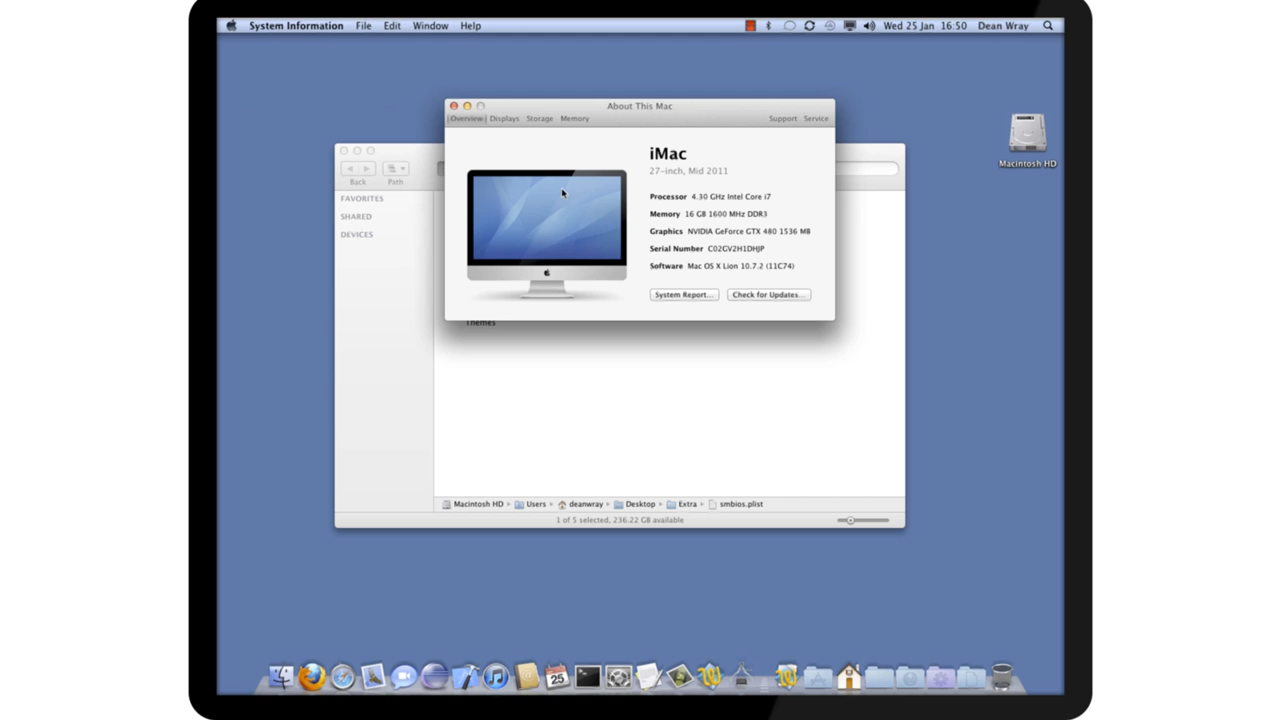 System Information File Edit Window Help Wed 25 Jan 16:50 Dean Wray
About This Mac
Overview Displays Storage Memory Support Service
iMac
27-inch, Mid 2011
Processor 4.30 GHz Intel Core i7
Memory 16 GB 1600 MHz DDR3
Graphics NVIDIA GeForce GTX 480 1536 MB
Serial Number C02GV2H1DHJP
Software Mac OS X Lion 10.7.2 (11C74)
System Report... Check for Updates...
Macintosh HD
Back Path
FAVORITES
SHARED
DEVICES
Themes
Macintosh HD Users deanwray Desktop Extra smbios.plist
1 of 5 selected, 236.22 GB available
25